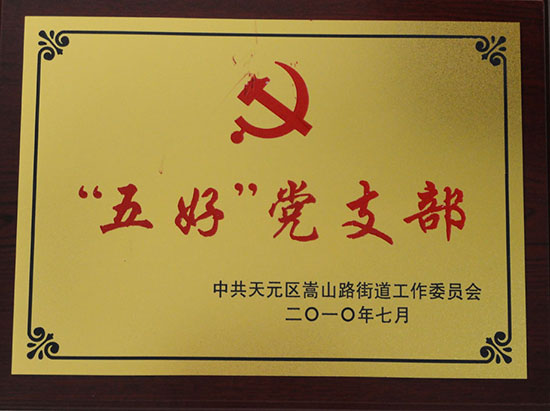 “五好”党支部
中共天元区嵩山路街道工作委员会
二〇一〇年七月